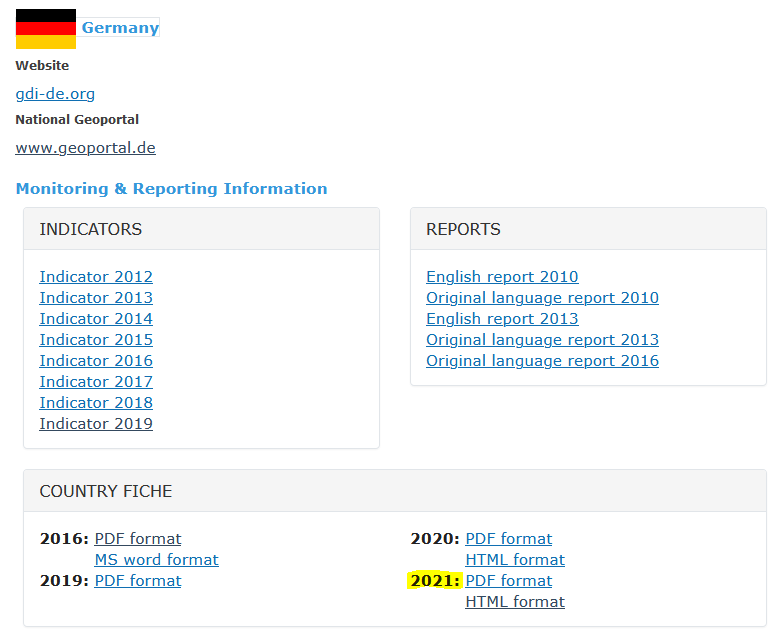 Germany
Website
gdi-de.org
National Geoportal
www.geoportal.de
Monitoring & Reporting Information
INDICATORS
Indicator 2012
Indicator 2013
Indicator 2014
Indicator 2015
Indicator 2016
Indicator 2017
Indicator 2018
Indicator 2019
REPORTS
English report 2010
Original language report 2010
English report 2013
Original language report 2013
Original language report 2016
COUNTRY FICHE
2016: PDF format
MS word format
2019: PDF format
2020: PDF format
HTML format
2021: PDF format
HTML format